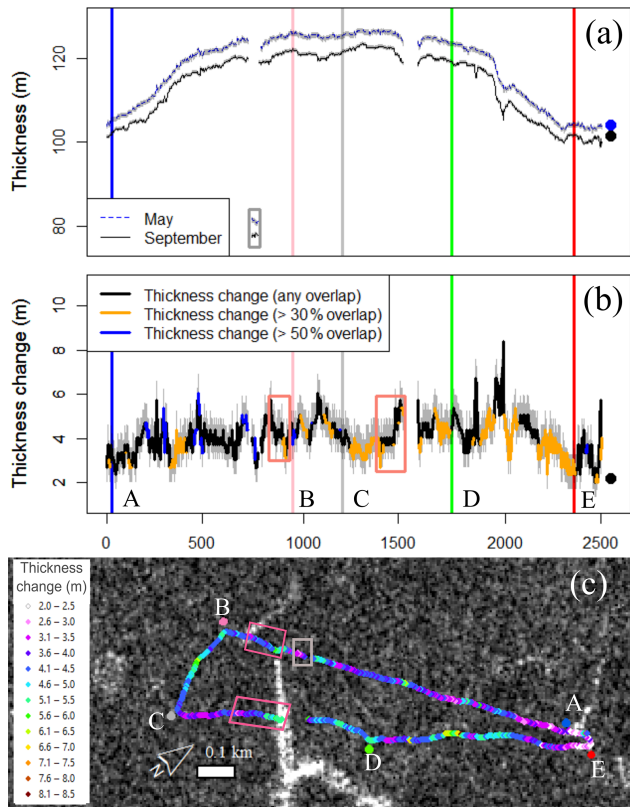 (a)
Thickness (m)
120
100
80
May
September
(b)
Thickness change (m)
10
8
6
4
2
Thickness change (any overlap)
Thickness change (> 30% overlap)
Thickness change (> 50% overlap)
A B C D E
0 500 1000 1500 2000 2500
(c)
Thickness
change (m)
2.0 – 2.5
2.6 – 3.0
3.1 – 3.5
3.6 – 4.0
4.1 – 4.5
4.6 – 5.0
5.1 – 5.5
5.6 – 6.0
6.1 – 6.5
6.6 – 7.0
7.1 – 7.5
7.6 – 8.0
8.1 – 8.5
B
A
C
D
E
N
0.1 km